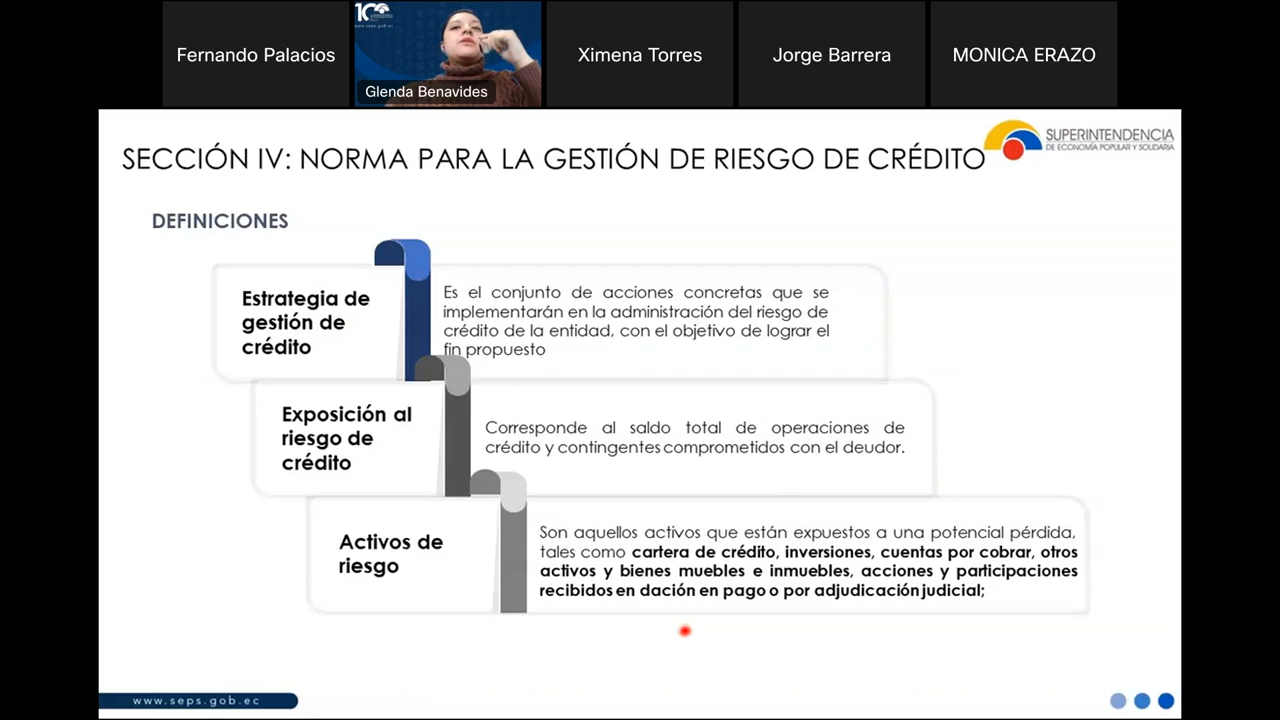 Fernando Palacios
100
www.seps.gob.ec
Glenda Benavides
Ximena Torres
Jorge Barrera
MONICA ERAZO
SUPERINTENDENCIA
DE ECONOMÍA POPULAR Y SOLIDARIA
SECCIÓN IV: NORMA PARA LA GESTIÓN DE RIESGO DE CRÉDITO
DEFINICIONES
Estrategia de
gestión de
crédito
Es el conjunto de acciones concretas que se
implementarán en la administración del riesgo de
crédito de la entidad, con el objetivo de lograr el
fin propuesto
Exposición al
riesgo de
crédito
Corresponde al saldo total de operaciones de
crédito y contingentes comprometidos con el deudor.
Activos de
riesgo
Son aquellos activos que están expuestos a una potencial pérdida,
tales como cartera de crédito, inversiones, cuentas por cobrar, otros
activos y bienes muebles e inmuebles, acciones y participaciones
recibidos en dación en pago o por adjudicación judicial;
www.seps.gob.ec